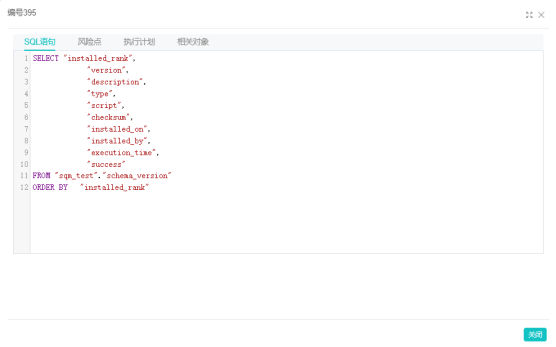 编号395
SQL语句 风险点 执行计划 相关对象
1 SELECT "installed_rank",
2 "version",
3 "description",
4 "type",
5 "script",
6 "checksum",
7 "installed_on",
8 "installed_by",
9 "execution_time",
10 "success"
11 FROM "sqm_test"."schema_version"
12 ORDER BY "installed_rank"
关闭